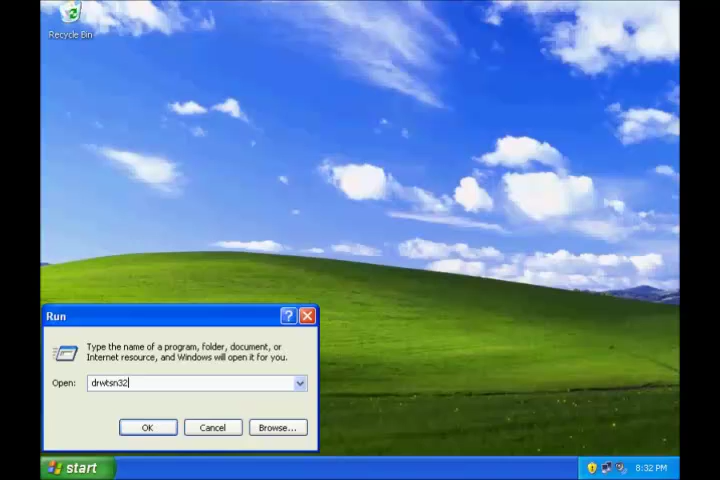 Recycle Bin
Run
Type the name of a program, folder, document, or
Internet resource, and Windows will open it for you.
Open: drwtsn32
OK Cancel Browse...
start 8:32 PM